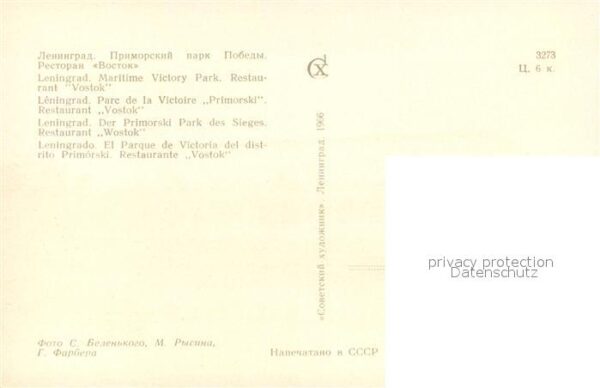 Ленинград. Приморский парк Победы.
Ресторан «Восток»
Leningrad. Maritime Victory Park. Restau-
rant "Vostok"
Léningrad. Parc de la Victoire „Primorski".
Restaurant „Vostok"
Leningrad. Der Primorski Park des Sieges.
Restaurant „Wostok"
Leningrado. El Parque de Victoria del dist-
rito Primórski. Restaurante „Vostok"
Фото С. Беленького, М. Рысина,
Г. Фарбера
СХ
«Советский художник» Ленинград 1966
Напечатано в СССР
3273
Ц. 6 к.
privacy protection
Datenschutz